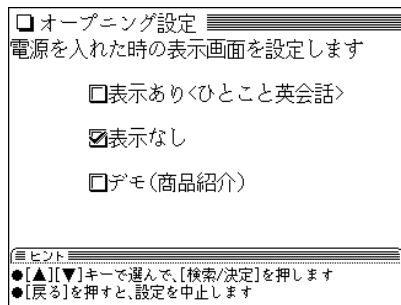 オープニング設定
電源を入れた時の表示画面を設定します
表示あり<ひとこと英会話>
表示なし
デモ(商品紹介)
ヒント
●[▲][▼]キーで選んで、[検索/決定]を押します
●[戻る]を押すと、設定を中止します